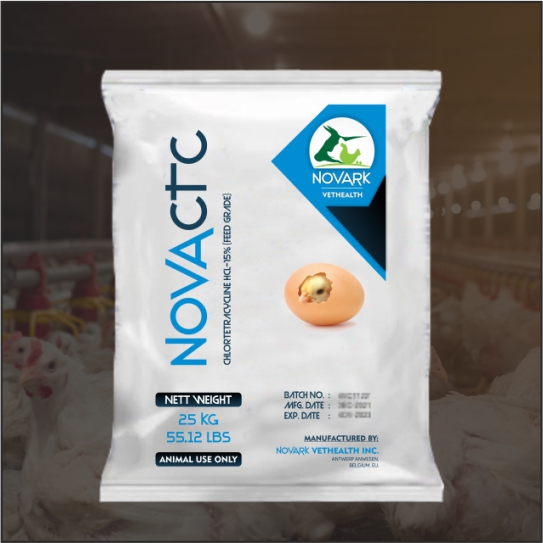 NOVARK
VETHEALTH
NOVACTC
CHLORTETRACYCLINE HCL-15% (FEED GRADE)
NETT WEIGHT
25 KG
55.12 LBS
ANIMAL USE ONLY
BATCH NO. :
MFG. DATE :
EXP. DATE :
MANUFACTURED BY:
NOVARK VETHEALTH INC.
ANTWERP ANWESEN,
BELGIUM, EU.